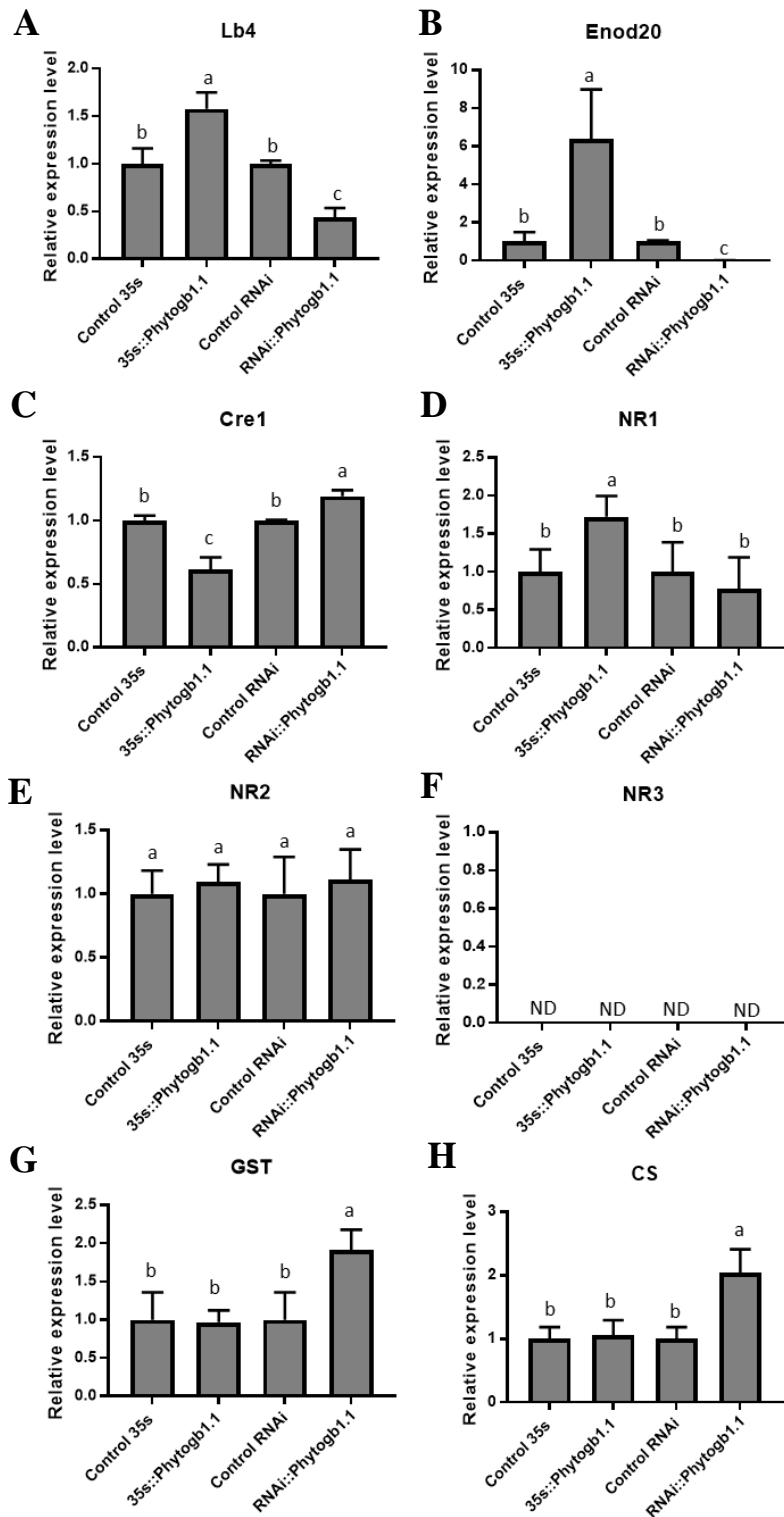 A
Lb4
Relative expression level
2.0
1.5
1.0
0.5
0.0
b
a
b
c
Control 35s
35s::Phytogb1.1
Control RNAi
RNAi::Phytogb1.1
B
Enod20
Relative expression level
10
8
6
4
2
0
b
a
b
c
Control 35s
35s::Phytogb1.1
Control RNAi
RNAi::Phytogb1.1
C
Cre1
Relative expression level
1.5
1.0
0.5
0.0
b
c
b
a
Control 35s
35s::Phytogb1.1
Control RNAi
RNAi::Phytogb1.1
D
NR1
Relative expression level
2.5
2.0
1.5
1.0
0.5
0.0
b
a
b
b
Control 35s
35s::Phytogb1.1
Control RNAi
RNAi::Phytogb1.1
E
NR2
Relative expression level
1.5
1.0
0.5
0.0
a
a
a
a
Control 35s
35s::Phytogb1.1
Control RNAi
RNAi::Phytogb1.1
F
NR3
Relative expression level
1.0
0.8
0.6
0.4
0.2
0.0
ND
ND
ND
ND
Control 35s
35s::Phytogb1.1
Control RNAi
RNAi::Phytogb1.1
G
GST
Relative expression level
2.5
2.0
1.5
1.0
0.5
0.0
b
b
b
a
Control 35s
35s::Phytogb1.1
Control RNAi
RNAi::Phytogb1.1
H
CS
Relative expression level
3
2
1
0
b
b
b
a
Control 35s
35s::Phytogb1.1
Control RNAi
RNAi::Phytogb1.1